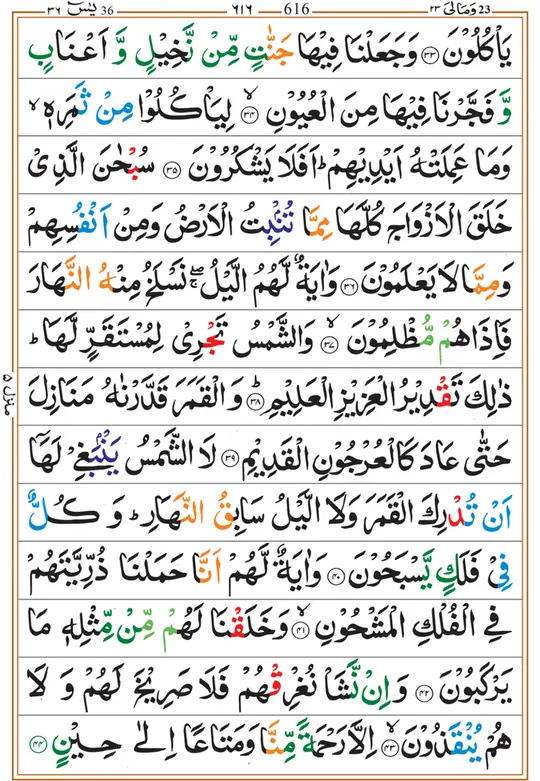 23 وَمَالِیَ ٢٣ — 616 — ٦١٦ — 36 یٰسٓ ٣٦
یَاْكُلُوْنَ ۝٣٣ وَجَعَلْنَا فِیْهَا جَنّٰتٍ مِّنْ نَّخِیْلٍ وَّ اَعْنَابٍ
وَّ فَجَّرْنَا فِیْهَا مِنَ الْعُیُوْنِ ۙ۝٣٤ لِیَاْكُلُوْا مِنْ ثَمَرِهٖ ۙ
وَمَا عَمِلَتْهُ اَیْدِیْهِمْ ؕ اَفَلَا یَشْكُرُوْنَ ۝٣٥ سُبْحٰنَ الَّذِیْ
خَلَقَ الْاَزْوَاجَ كُلَّهَا مِمَّا تُنْۢبِتُ الْاَرْضُ وَمِنْ اَنْفُسِهِمْ
وَمِمَّا لَا یَعْلَمُوْنَ ۝٣٦ وَاٰیَةٌ لَّهُمُ الَّیْلُ ۖۚ نَسْلَخُ مِنْهُ النَّهَارَ
فَاِذَا هُمْ مُّظْلِمُوْنَ ۙ۝٣٧ وَالشَّمْسُ تَجْرِیْ لِمُسْتَقَرٍّ لَّهَا ؕ
ذٰلِكَ تَقْدِیْرُ الْعَزِیْزِ الْعَلِیْمِ ؕ۝٣٨ وَ الْقَمَرَ قَدَّرْنٰهُ مَنَازِلَ
حَتّٰی عَادَ كَالْعُرْجُوْنِ الْقَدِیْمِ ۝٣٩ لَا الشَّمْسُ یَنْۢبَغِیْ لَهَاۤ
اَنْ تُدْرِكَ الْقَمَرَ وَلَا الَّیْلُ سَابِقُ النَّهَارِ ؕ وَ كُلٌّ
فِیْ فَلَكٍ یَّسْبَحُوْنَ ۝٤٠ وَاٰیَةٌ لَّهُمْ اَنَّا حَمَلْنَا ذُرِّیَّتَهُمْ
فِی الْفُلْكِ الْمَشْحُوْنِ ۙ۝٤١ وَخَلَقْنَا لَهُمْ مِّنْ مِّثْلِهٖ مَا
یَرْكَبُوْنَ ۝٤٢ وَاِنْ نَّشَاْ نُغْرِقْهُمْ فَلَا صَرِیْخَ لَهُمْ وَ لَا
هُمْ یُنْقَذُوْنَ ۙ۝٤٣ اِلَّا رَحْمَةً مِّنَّا وَمَتَاعًا اِلٰی حِیْنٍ ۝٤٤
منزل ۵